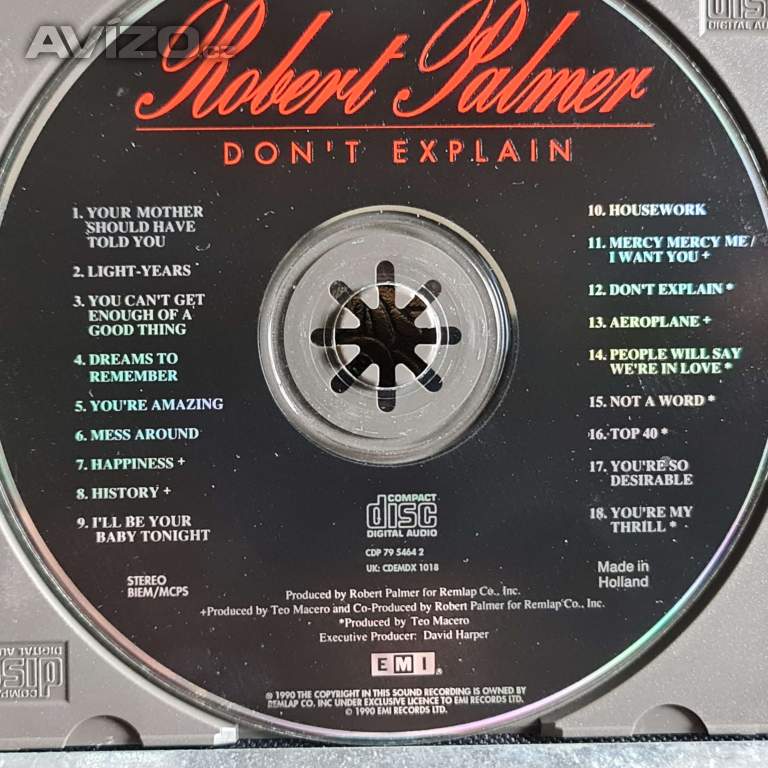 Avízo.cz
Robert Palmer
DON'T EXPLAIN
1. YOUR MOTHER
SHOULD HAVE
TOLD YOU
2. LIGHT-YEARS
3. YOU CAN'T GET
ENOUGH OF A
GOOD THING
4. DREAMS TO
REMEMBER
5. YOU'RE AMAZING
6. MESS AROUND
7. HAPPINESS +
8. HISTORY +
9. I'LL BE YOUR
BABY TONIGHT
10. HOUSEWORK
11. MERCY MERCY ME /
I WANT YOU +
12. DON'T EXPLAIN *
13. AEROPLANE +
14. PEOPLE WILL SAY
WE'RE IN LOVE *
15. NOT A WORD *
16. TOP 40 *
17. YOU'RE SO
DESIRABLE
18. YOU'RE MY
THRILL *
COMPACT
disc
DIGITAL AUDIO
CDP 79 5464 2
UK: CDEMDX 1018
STEREO
BIEM/MCPS
Made in
Holland
Produced by Robert Palmer for Remlap Co., Inc.
+Produced by Teo Macero and Co-Produced by Robert Palmer for Remlap Co., Inc.
*Produced by Teo Macero
Executive Producer: David Harper
EMI
℗ 1990 THE COPYRIGHT IN THIS SOUND RECORDING IS OWNED BY
REMLAP CO. INC UNDER EXCLUSIVE LICENCE TO EMI RECORDS LTD.
© 1990 EMI RECORDS LTD.